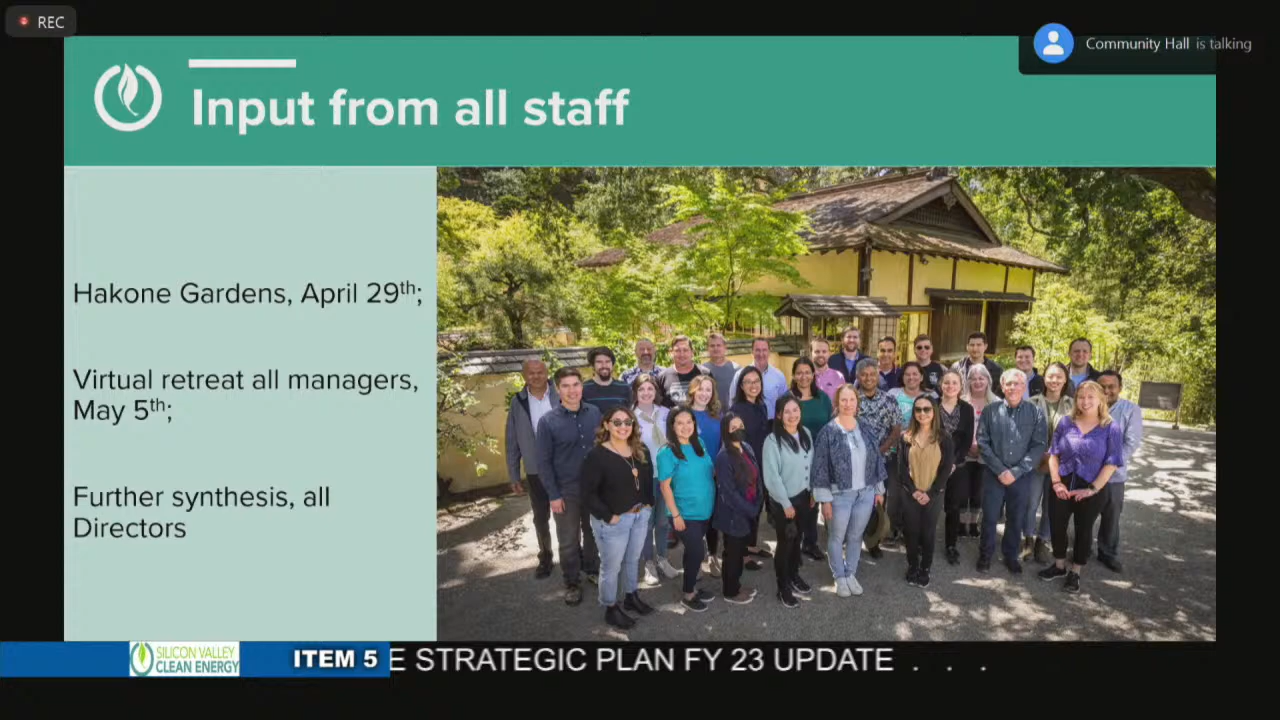 REC
Community Hall is talking
Input from all staff
Hakone Gardens, April 29th;
Virtual retreat all managers,
May 5th;
Further synthesis, all
Directors
SILICON VALLEY
CLEAN ENERGY
ITEM 5
E STRATEGIC PLAN FY 23 UPDATE . . .